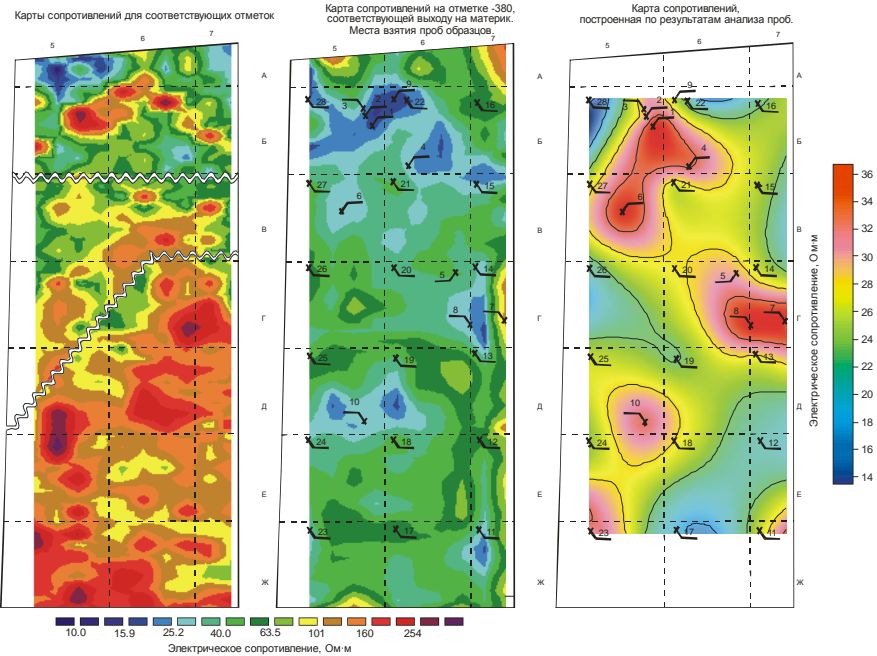 Карты сопротивлений для соответствующих отметок
Карта сопротивлений на отметке -380,
соответствующей выходу на материк.
Места взятия проб образцов.
Карта сопротивлений,
построенная по результатам анализа проб.
5 6 7
5 6 7
5 6 7
А
Б
В
Г
Д
Е
Ж
А
Б
В
Г
Д
Е
Ж
28 3 2 9 22 16
4
27 21 15
6
26 20 5 14
8 7
25 19 13
10
24 18 12
23 17 11
28 3 2 9 22 16
4
27 21 15
6
26 20 5 14
8 7
25 19 13
10
24 18 12
23 17 11
36
34
32
30
28
26
24
22
20
18
16
14
Электрическое сопротивление, Ом·м
10.0 15.9 25.2 40.0 63.5 101 160 254
Электрическое сопротивление, Ом·м